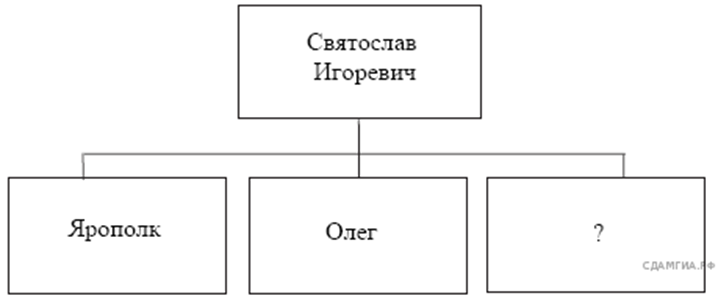 Святослав
Игоревич
Ярополк
Олег
?
СДАМГИА.РФ